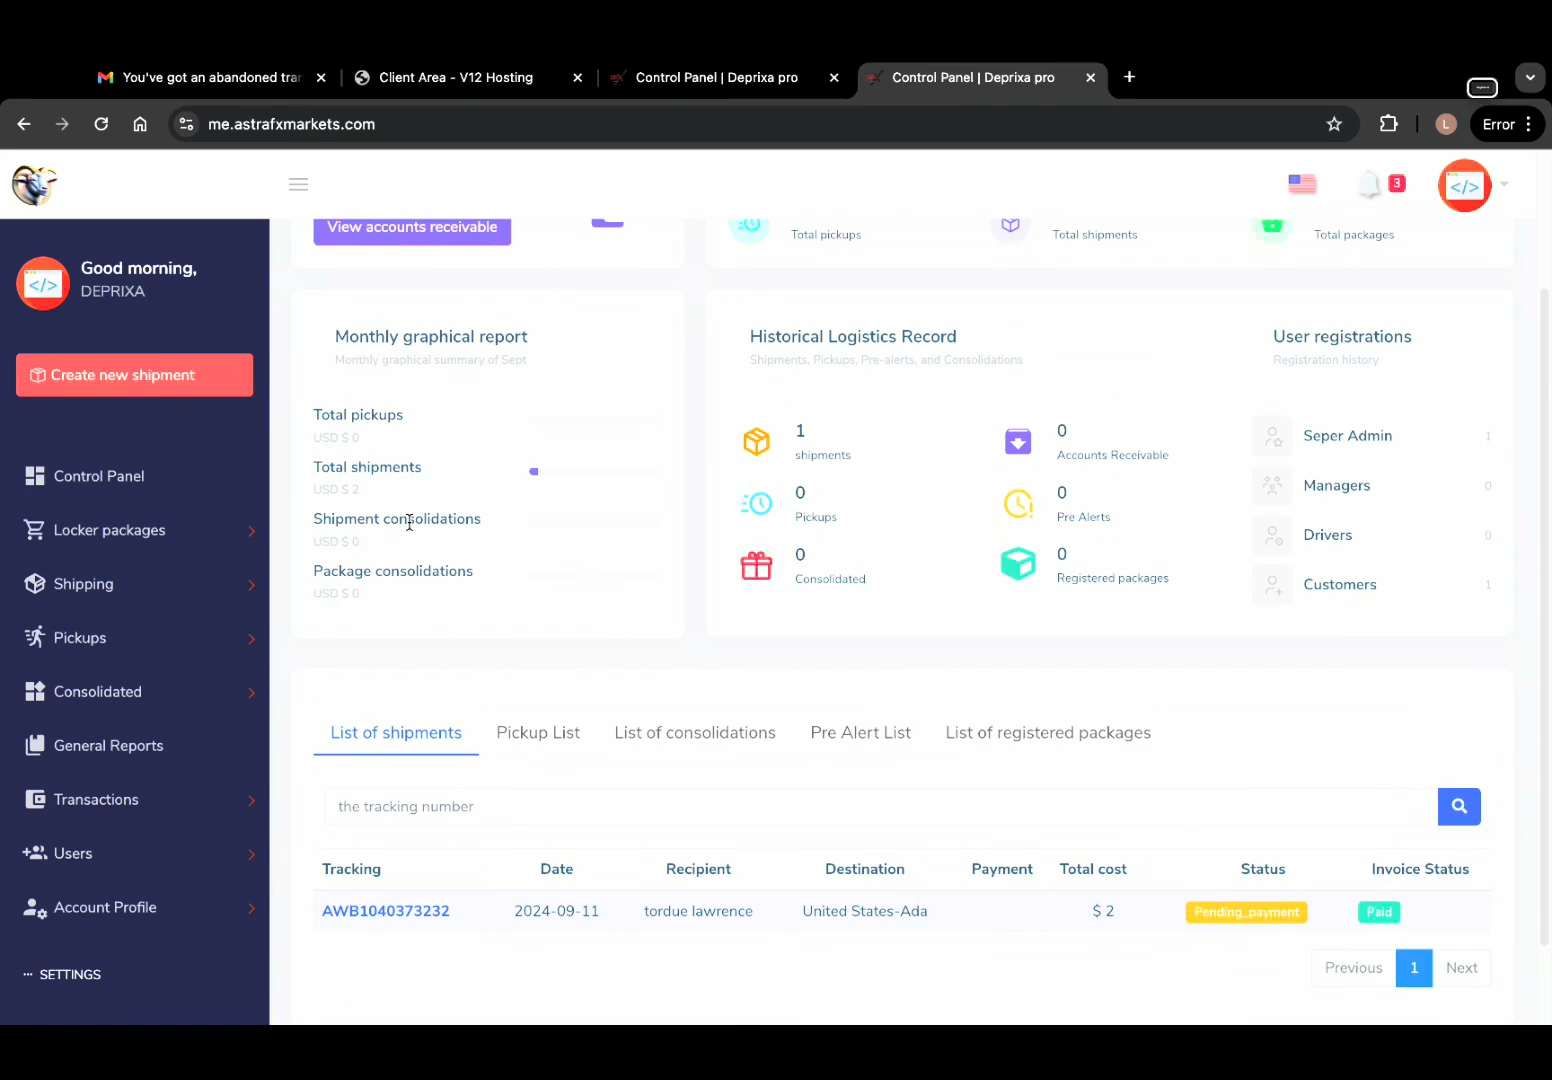 You've got an abandoned tra
Client Area - V12 Hosting
Control Panel | Deprixa pro
Control Panel | Deprixa pro
me.astrafxmarkets.com
L
Error
3
Good morning,
DEPRIXA
Create new shipment
Control Panel
Locker packages
Shipping
Pickups
Consolidated
General Reports
Transactions
Users
Account Profile
SETTINGS
View accounts receivable
Total pickups
Total shipments
Total packages
Monthly graphical report
Monthly graphical summary of Sept
Total pickups
USD $ 0
Total shipments
USD $ 2
Shipment consolidations
USD $ 0
Package consolidations
USD $ 0
Historical Logistics Record
Shipments, Pickups, Pre-alerts, and Consolidations
1
shipments
0
Accounts Receivable
0
Pickups
0
Pre Alerts
0
Consolidated
0
Registered packages
User registrations
Registration history
Seper Admin 1
Managers 0
Drivers 0
Customers 1
List of shipments Pickup List List of consolidations Pre Alert List List of registered packages
the tracking number
Tracking Date Recipient Destination Payment Total cost Status Invoice Status
AWB1040373232 2024-09-11 tordue lawrence United States-Ada $ 2 Pending_payment Paid
Previous 1 Next